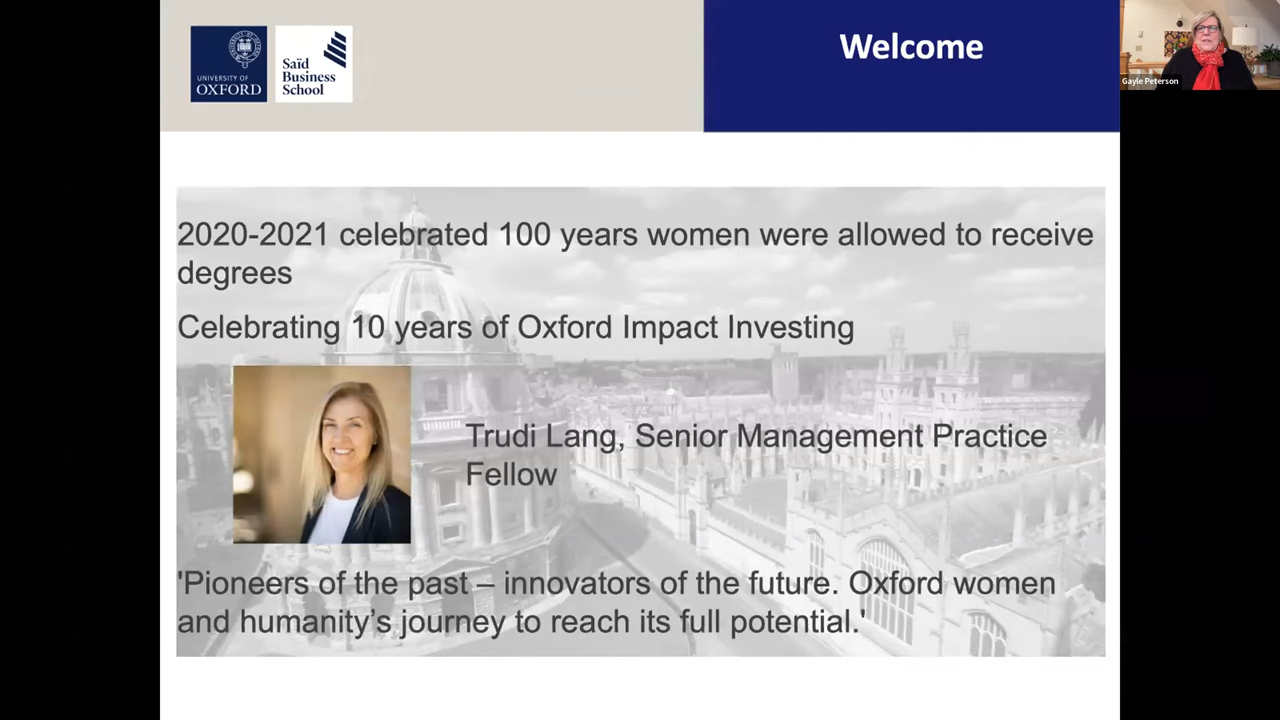 UNIVERSITY OF
OXFORD
Saïd
Business
School
Welcome
Gayle Peterson
2020-2021 celebrated 100 years women were allowed to receive
degrees
Celebrating 10 years of Oxford Impact Investing
Trudi Lang, Senior Management Practice
Fellow
'Pioneers of the past – innovators of the future. Oxford women
and humanity’s journey to reach its full potential.'